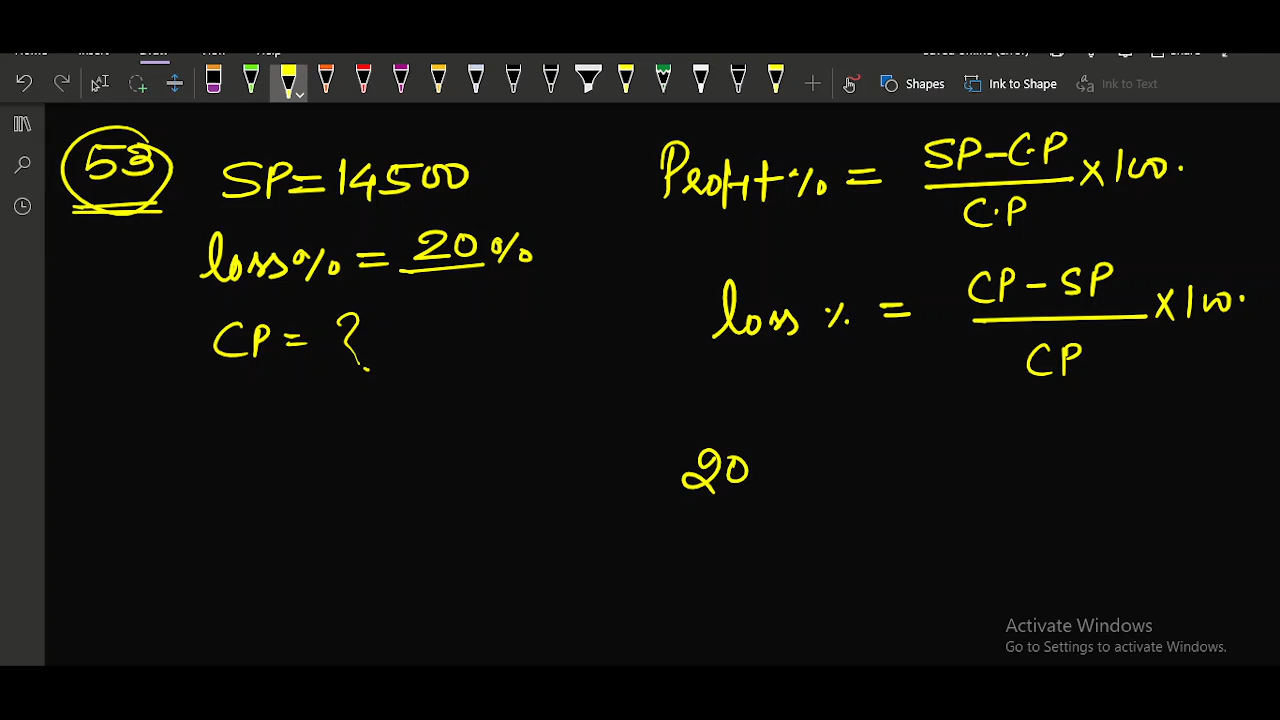 53
SP=14500
loss% = 20%
CP = ?
Profit% = SP-C.P/C.P ×100.
loss % = CP-SP/CP ×100.
20
Shapes
Ink to Shape
Ink to Text
Activate Windows
Go to Settings to activate Windows.